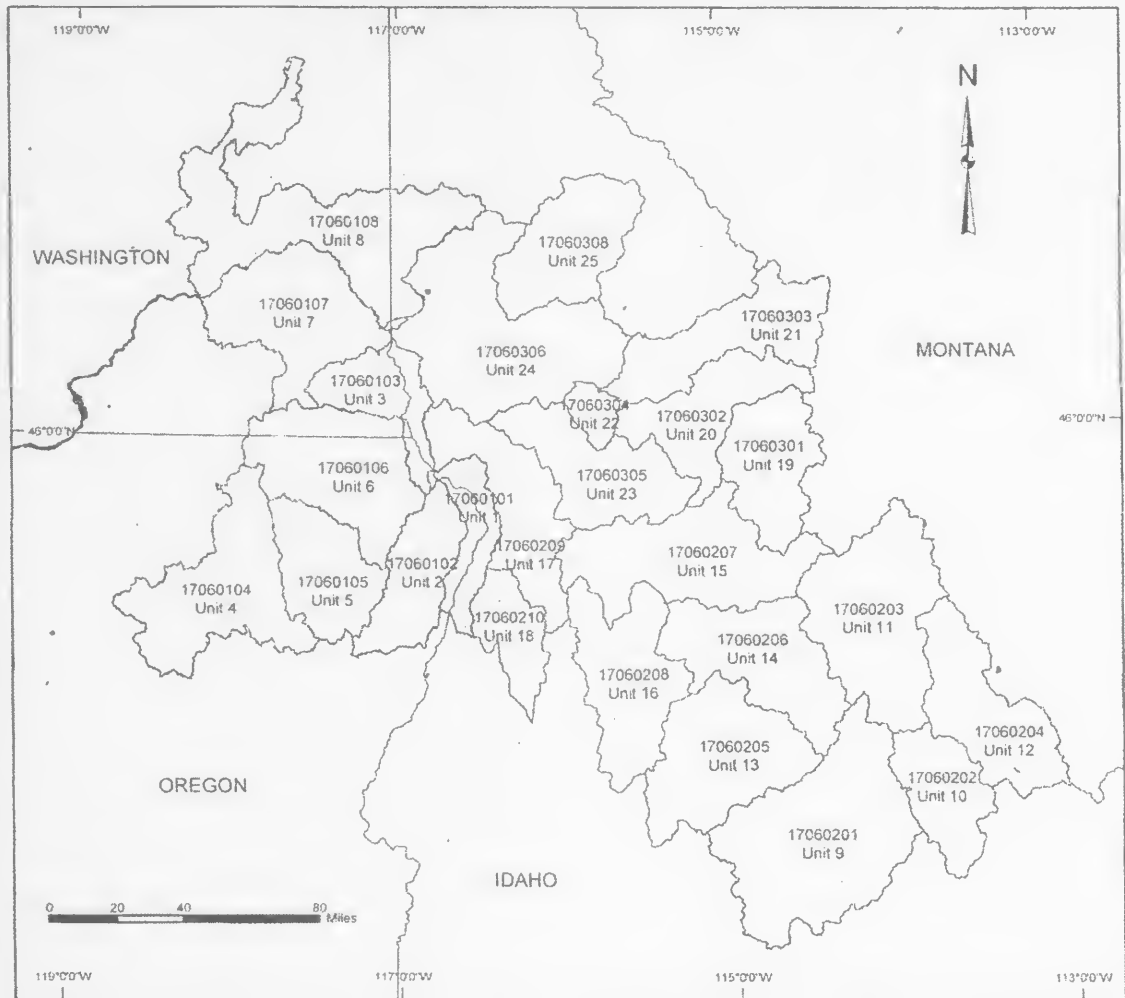 119°0'0"W
117°0'0"W
115°0'0"W
113°0'0"W
N
17060108
Unit 8
17060308
Unit 25
WASHINGTON
17060107
Unit 7
17060303
Unit 21
MONTANA
17060306
Unit 24
17060103
Unit 3
17060304
Unit 22
17060302
Unit 20
46°0'0"N
46°0'0"N
17060301
Unit 19
17060106
Unit 6
17060305
Unit 23
17060101
Unit
17060209
Unit 17
17060207
Unit 15
17060102
Unit 2
17060104
Unit 4
17060105
Unit 5
17060203
Unit 11
17060210
Unit 18
17060206
Unit 14
17060208
Unit 16
17060204
Unit 12
17060205
Unit 13
17060202
Unit 10
OREGON
17060201
Unit 9
IDAHO
0 20 40 80
Miles
119°0'0"W
117°0'0"W
115°0'0"W
113°0'0"W